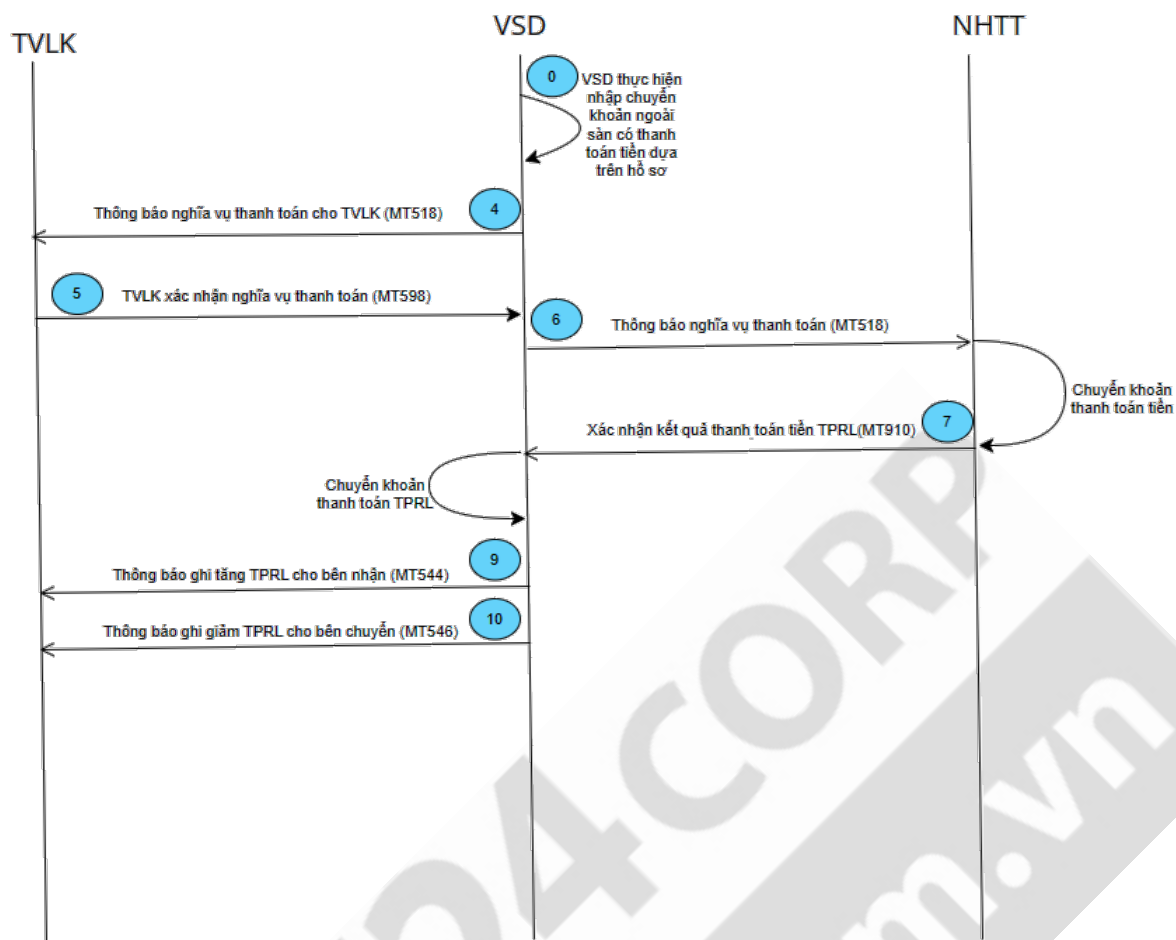 TVLK
VSD
NHTT
0
VSD thực hiện
nhập chuyển
khoản ngoài
sàn có thanh
toán tiền dựa
trên hồ sơ
Thông báo nghĩa vụ thanh toán cho TVLK (MT518)
4
5
TVLK xác nhận nghĩa vụ thanh toán (MT598)
6
Thông báo nghĩa vụ thanh toán (MT518)
Chuyển khoản
thanh toán tiền
Xác nhận kết quả thanh toán tiền TPRL(MT910)
7
Chuyển khoản
thanh toán TPRL
9
Thông báo ghi tăng TPRL cho bên nhận (MT544)
10
Thông báo ghi giảm TPRL cho bên chuyển (MT546)
24CORP
m.vn